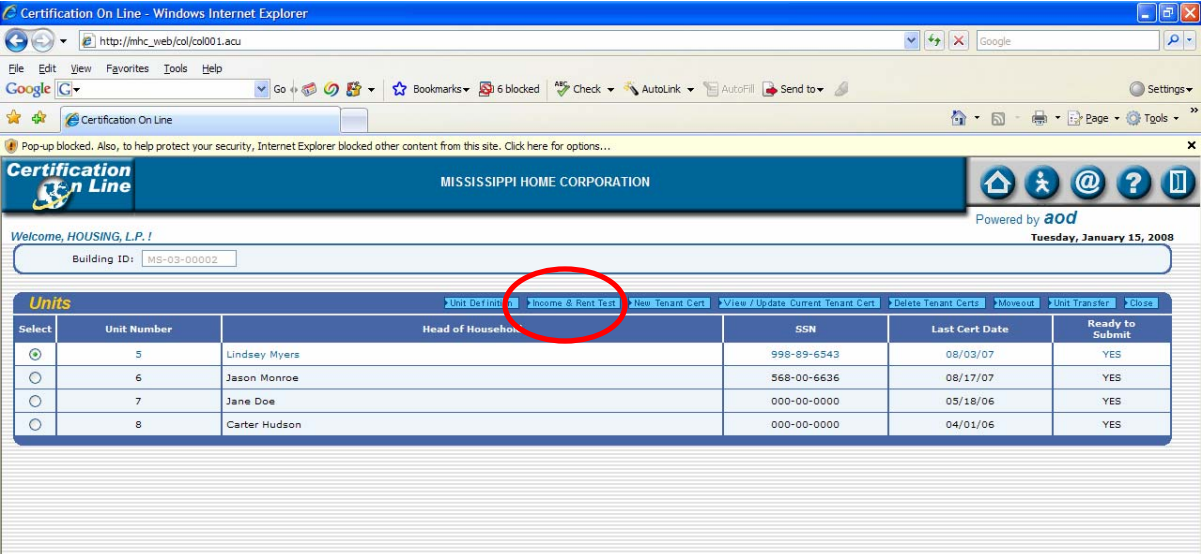 Certification On Line - Windows Internet Explorer
http://mhc_web/col/col001.acu
Google
File Edit View Favorites Tools Help
Google G Go 6 blocked Bookmarks Check AutoLink AutoFill Send to Settings
Certification On Line Page Tools
Pop-up blocked. Also, to help protect your security, Internet Explorer blocked other content from this site. Click here for options...
Certification On Line
MISSISSIPPI HOME CORPORATION
Powered by aod
Welcome, HOUSING, L.P. ! Tuesday, January 15, 2008
Building ID: MS-03-00002
Units Unit Definition Income & Rent Test New Tenant Cert View / Update Current Tenant Cert Delete Tenant Certs Moveout Unit Transfer Close
Select Unit Number Head of Household SSN Last Cert Date Ready to Submit
5 Lindsey Myers 998-89-6543 08/03/07 YES
6 Jason Monroe 568-00-6636 08/17/07 YES
7 Jane Doe 000-00-0000 05/18/06 YES
8 Carter Hudson 000-00-0000 04/01/06 YES